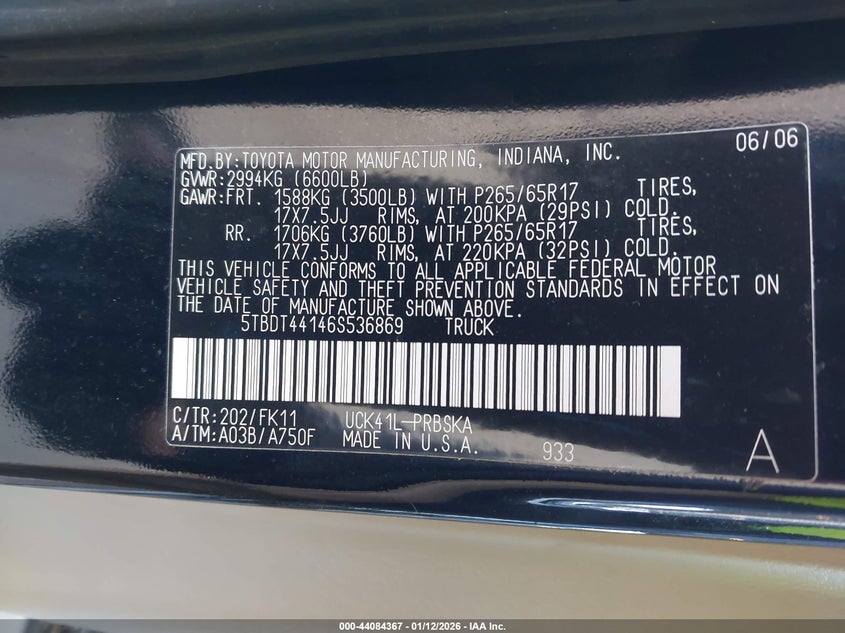 06/06
MFD.BY:TOYOTA MOTOR MANUFACTURING, INDIANA, INC.
GVWR:2994KG (6600LB)
GAWR:FRT. 1588KG (3500LB) WITH P265/65R17 TIRES,
17X7.5JJ RIMS, AT 200KPA (29PSI) COLD.
RR. 1706KG (3760LB) WITH P265/65R17 TIRES,
17X7.5JJ RIMS, AT 220KPA (32PSI) COLD.
THIS VEHICLE CONFORMS TO ALL APPLICABLE FEDERAL MOTOR
VEHICLE SAFETY AND THEFT PREVENTION STANDARDS IN EFFECT ON
THE DATE OF MANUFACTURE SHOWN ABOVE.
5TBDT44146S536869 TRUCK
C/TR:202/FK11 UCK41L-PRBSKA
A/TM:A03B/A750F MADE IN U.S.A. 933 A
000-44084367 - 01/12/2026 - IAA Inc.